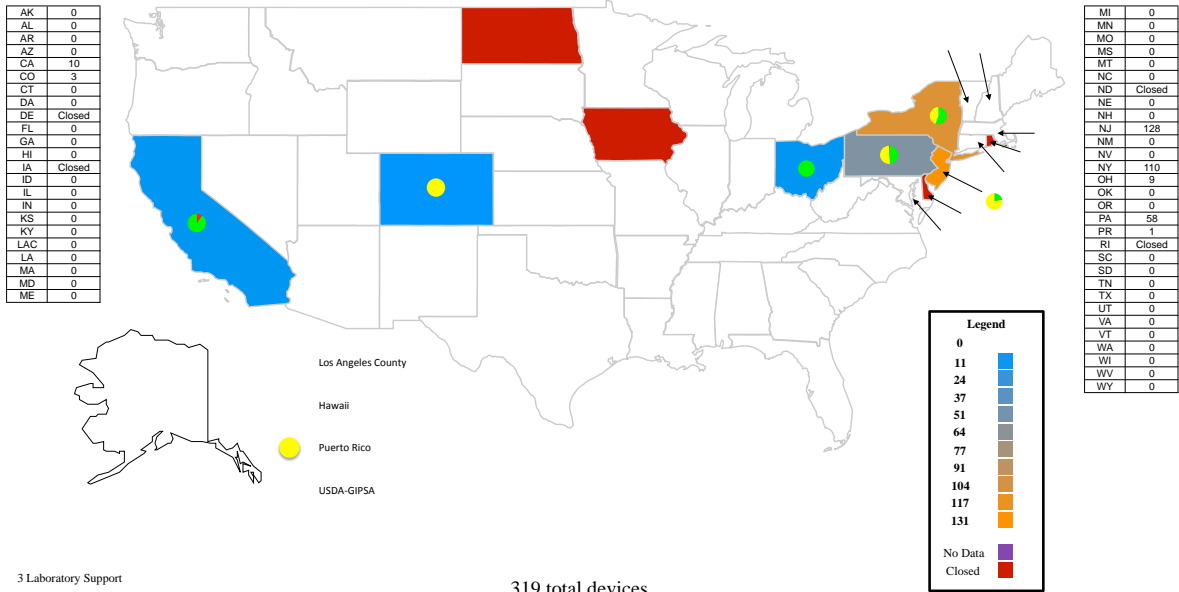 AK 0
AL 0
AR 0
AZ 0
CA 10
CO 3
CT 0
DA 0
DE Closed
FL 0
GA 0
HI 0
IA Closed
ID 0
IL 0
IN 0
KS 0
KY 0
LAC 0
LA 0
MA 0
MD 0
ME 0
MI 0
MN 0
MO 0
MS 0
MT 0
NC 0
ND Closed
NE 0
NH 0
NJ 128
NM 0
NV 0
NY 110
OH 9
OK 0
OR 0
PA 58
PR 1
RI Closed
SC 0
SD 0
TN 0
TX 0
UT 0
VA 0
VT 0
WA 0
WI 0
WV 0
WY 0
Los Angeles County
Hawaii
Puerto Rico
USDA-GIPSA
Legend
0
11
24
37
51
64
77
91
104
117
131
No Data
Closed
3 Laboratory Support
319 total devices